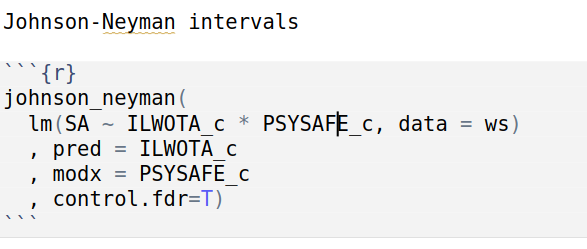 Johnson-Neyman intervals
```{r}
johnson_neyman(
lm(SA ~ ILWOTA_c * PSYSAFE_c, data = ws)
, pred = ILWOTA_c
, modx = PSYSAFE_c
, control.fdr=T)
```